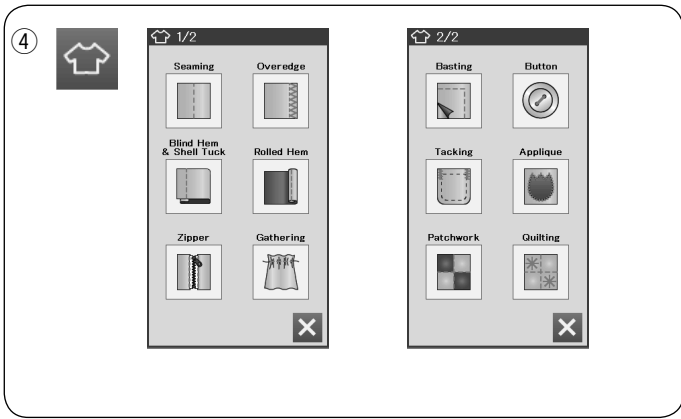 ④
1/2
Seaming Overedge
Blind Hem
& Shell Tuck Rolled Hem
Zipper Gathering
2/2
Basting Button
Tacking Applique
Patchwork Quilting